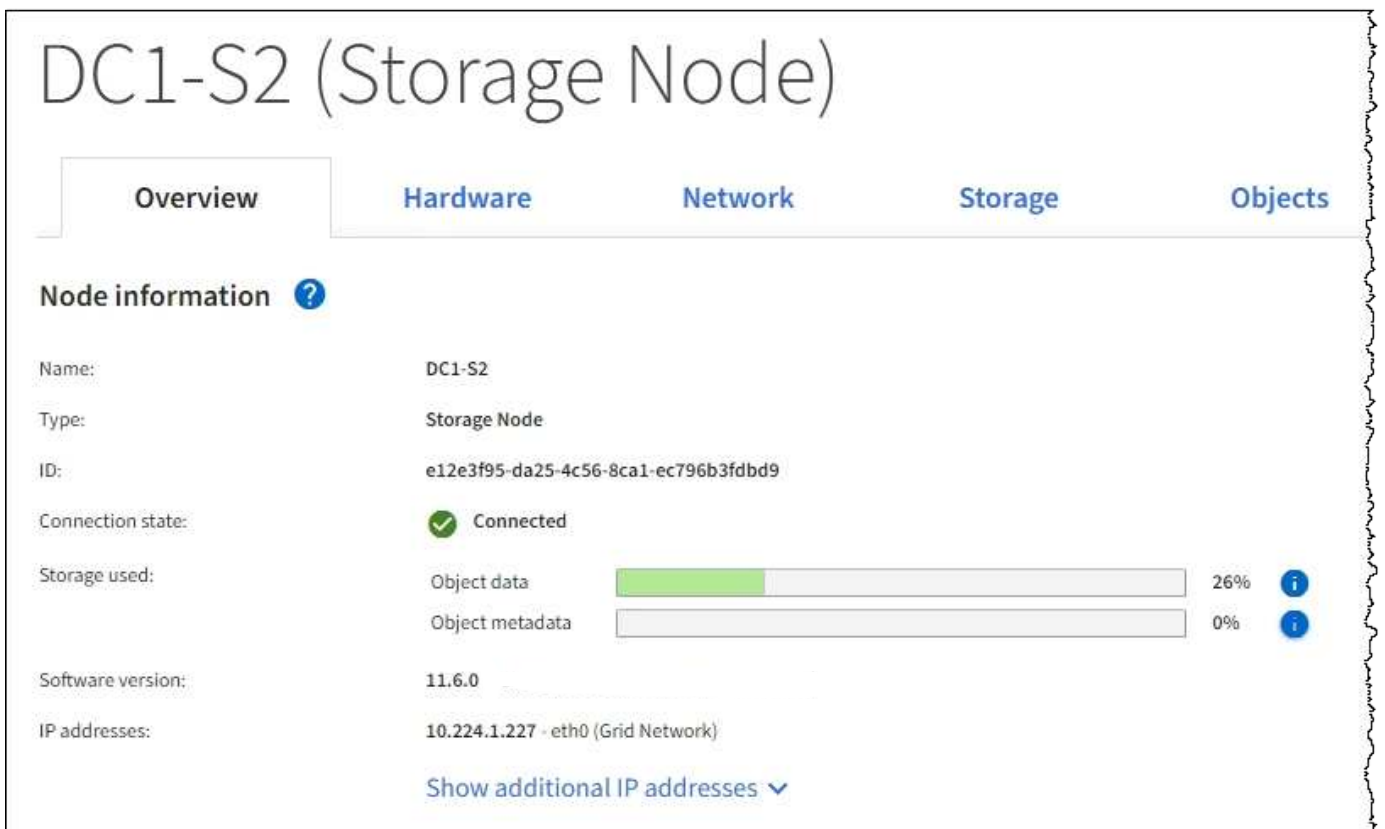 DC1-S2 (Storage Node)
Overview Hardware Network Storage Objects
Node information ?
Name: DC1-S2
Type: Storage Node
ID: e12e3f95-da25-4c56-8ca1-ec796b3fdbd9
Connection state: Connected
Storage used: Object data 26% i
Object metadata 0% i
Software version: 11.6.0
IP addresses: 10.224.1.227 - eth0 (Grid Network)
Show additional IP addresses